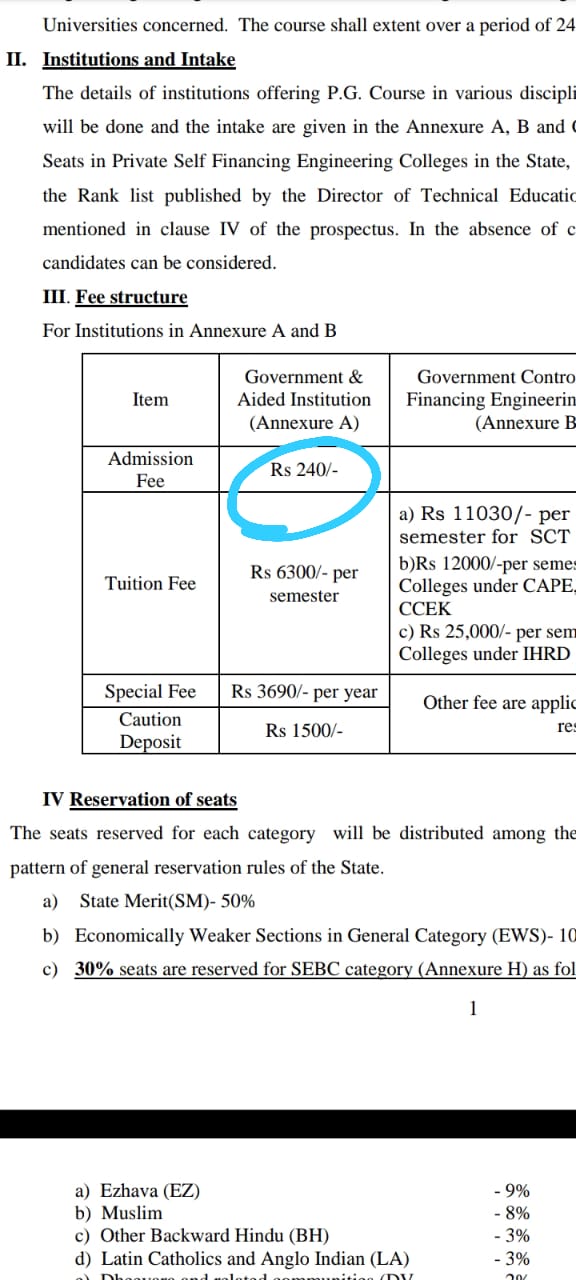 Universities concerned. The course shall extent over a period of 24
II. Institutions and Intake
The details of institutions offering P.G. Course in various discipli
will be done and the intake are given in the Annexure A, B and
Seats in Private Self Financing Engineering Colleges in the State,
the Rank list published by the Director of Technical Educatio
mentioned in clause IV of the prospectus. In the absence of c
candidates can be considered.
III. Fee structure
For Institutions in Annexure A and B
Item
Government &
Aided Institution
(Annexure A)
Government Contro
Financing Engineerin
(Annexure B
Admission
Fee
Rs 240/-
Tuition Fee
Rs 6300/- per
semester
a) Rs 11030/- per
semester for SCT
b)Rs 12000/-per semes
Colleges under CAPE,
CCEK
c) Rs 25,000/- per sem
Colleges under IHRD
Special Fee
Rs 3690/- per year
Other fee are applic
res
Caution
Deposit
Rs 1500/-
IV Reservation of seats
The seats reserved for each category will be distributed among the
pattern of general reservation rules of the State.
a) State Merit(SM)- 50%
b) Economically Weaker Sections in General Category (EWS)- 10
c) 30% seats are reserved for SEBC category (Annexure H) as fol
1
a) Ezhava (EZ) - 9%
b) Muslim - 8%
c) Other Backward Hindu (BH) - 3%
d) Latin Catholics and Anglo Indian (LA) - 3%